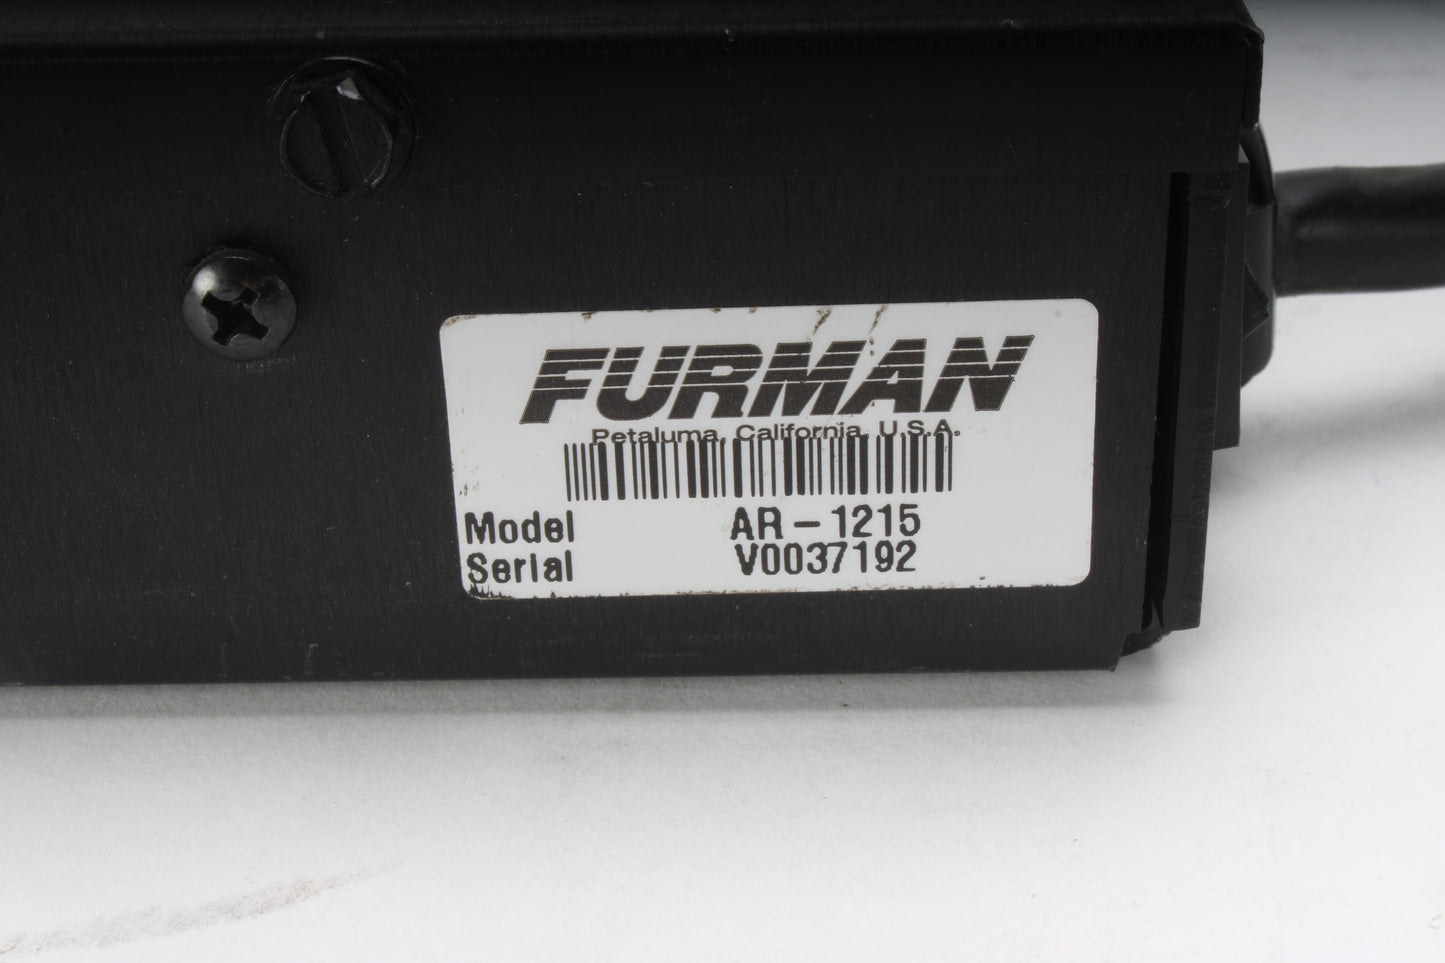 FURMAN
Petaluma, California, U.S.A.
Model AR-1215
Serial V0037192